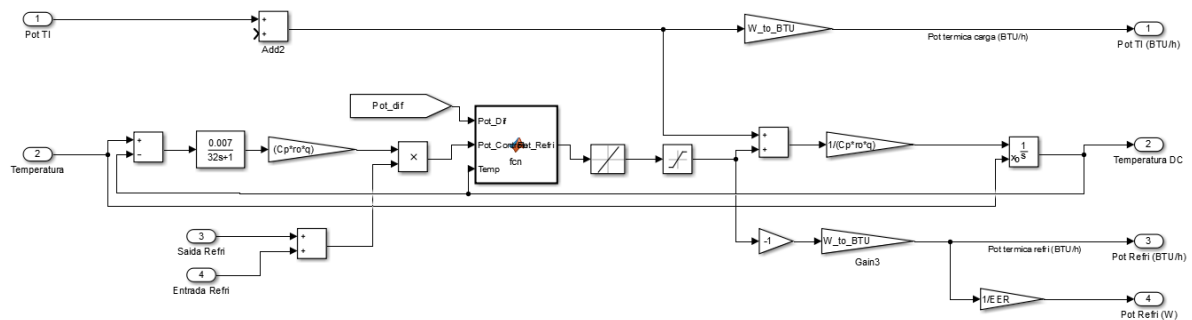 1
Pot TI
+
+
Add2
W_to_BTU
Pot termica carga (BTU/h)
1
Pot TI (BTU/h)
Pot_dif
2
Temperatura
+
−
0.007
32s+1
(Cp*ro*q)
×
Pot_Dif
Pot_Refri
Temp
fcn
+
+
1/(Cp*ro*q)
1
s
x₀
2
Temperatura DC
3
Saida Refri
4
Entrada Refri
+
+
-1
W_to_BTU
Gain3
Pot termica refri (BTU/h)
3
Pot Refri (BTU/h)
1/EER
4
Pot Refri (W)